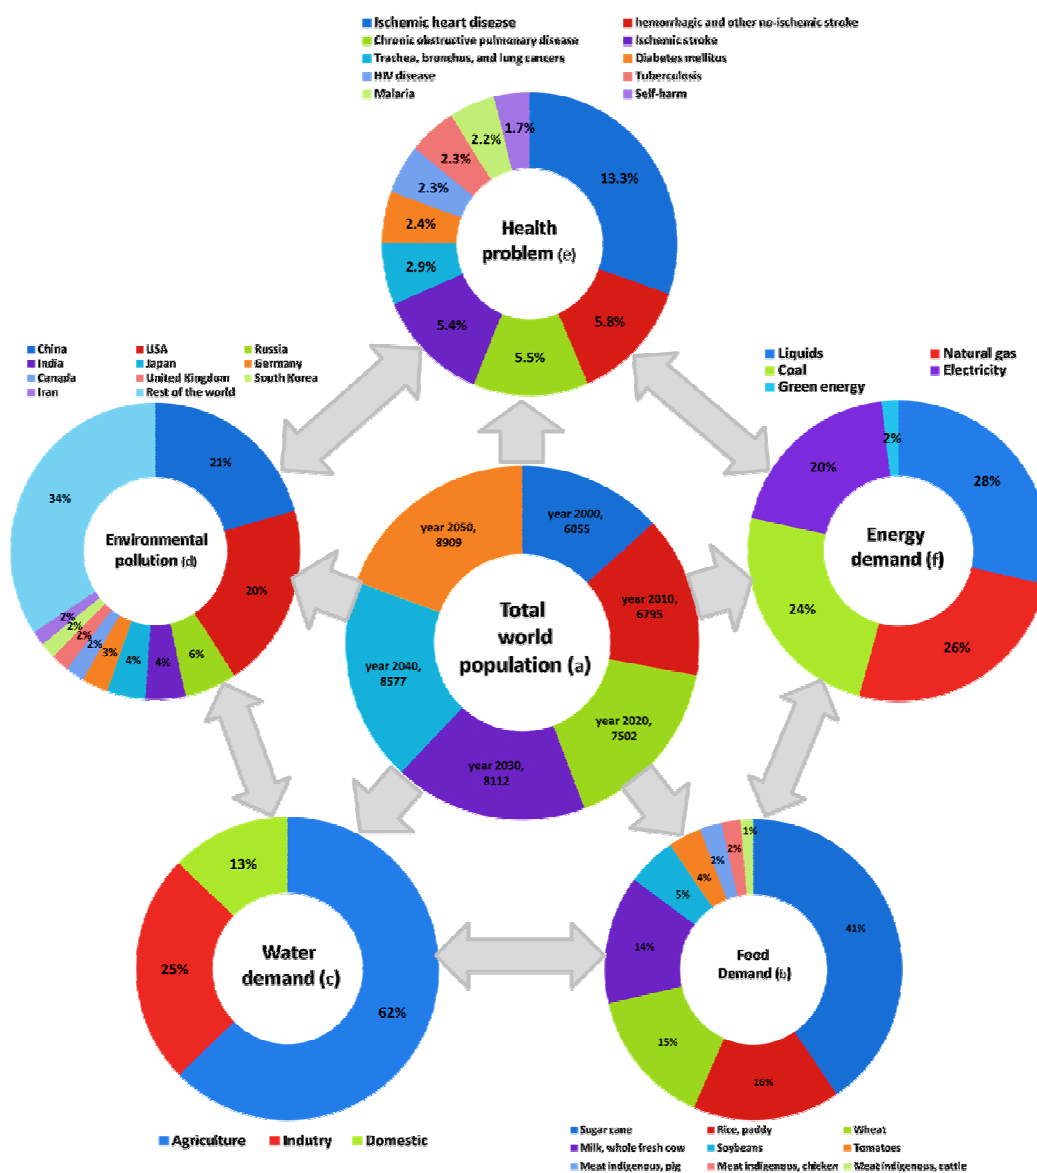 Ischemic heart disease
hemorrhagic and other no-ischemic stroke
Chronic obstructive pulmonary disease
Ischemic stroke
Trachea, bronchus, and lung cancers
Diabetes mellitus
HIV disease
Tuberculosis
Malaria
Self-harm
1.7%
2.2%
2.3%
2.3%
2.4%
2.9%
5.4%
5.5%
5.8%
13.3%
Health
problem (e)
China
USA
Russia
India
Japan
Germany
Canada
United Kingdom
South Korea
Iran
Rest of the world
34%
21%
20%
6%
4%
4%
3%
2%
2%
2%
2%
Environmental
pollution (d)
Liquids
Natural gas
Coal
Electricity
Green energy
2%
20%
28%
24%
26%
Energy
demand (f)
year 2050,
8909
year 2000,
6055
year 2010,
6795
year 2040,
8577
year 2020,
7502
year 2030,
8112
Total
world
population (a)
13%
25%
62%
Water
demand (c)
Agriculture
Indutry
Domestic
1%
2%
2%
4%
5%
14%
15%
16%
41%
Food
Demand (b)
Sugar cane
Rice, paddy
Wheat
Milk, whole fresh cow
Soybeans
Tomatoes
Meat indigenous, pig
Meat indigenous, chicken
Meat indigenous, cattle